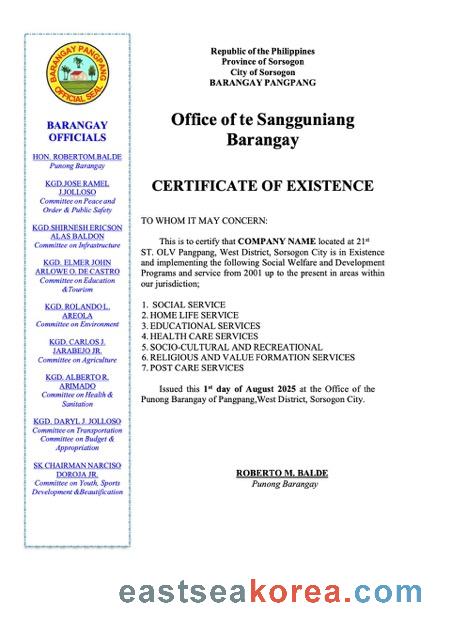 BARANGAY PANGPANG
OFFICIAL SEAL
BARANGAY
OFFICIALS
HON. ROBERTOM.BALDE
Punong Barangay
KGD.JOSE RAMEL
J.JOLLOSO
Committee on Peace and
Order & Public Safety
KGD.SHIRNESH ERICSON
ALAS BALDON
Committee on Infrastructure
KGD. ELMER JOHN
ARLOWE O. DE CASTRO
Committee on Education
&Tourism
KGD. ROLANDO L.
AREOLA
Committee on Environment
KGD. CARLOS J.
JARABEJO JR.
Committee on Agriculture
KGD. ALBERTO R.
ARIMADO
Committee on Health &
Sanitation
KGD. DARYL J. JOLLOSO
Committee on Transportation
Committee on Budget &
Appropriation
SK CHAIRMAN NARCISO
DOROJA JR.
Committee on Youth, Sports
Development &Beautification
Republic of the Philippines
Province of Sorsogon
City of Sorsogon
BARANGAY PANGPANG
Office of te Sangguniang
Barangay
CERTIFICATE OF EXISTENCE
TO WHOM IT MAY CONCERN:
This is to certify that COMPANY NAME located at 21st
ST. OLV Pangpang, West District, Sorsogon City is in Existence
and implementing the following Social Welfare and Development
Programs and service from 2001 up to the present in areas within
our jurisdiction;
1. SOCIAL SERVICE
2. HOME LIFE SERVICE
3. EDUCATIONAL SERVICES
4. HEALTH CARE SERVICES
5. SOCIO-CULTURAL AND RECREATIONAL
6. RELIGIOUS AND VALUE FORMATION SERVICES
7. POST CARE SERVICES
Issued this 1st day of August 2025 at the Office of the
Punong Barangay of Pangpang,West District, Sorsogon City.
ROBERTO M. BALDE
Punong Barangay
eastseakorea.com